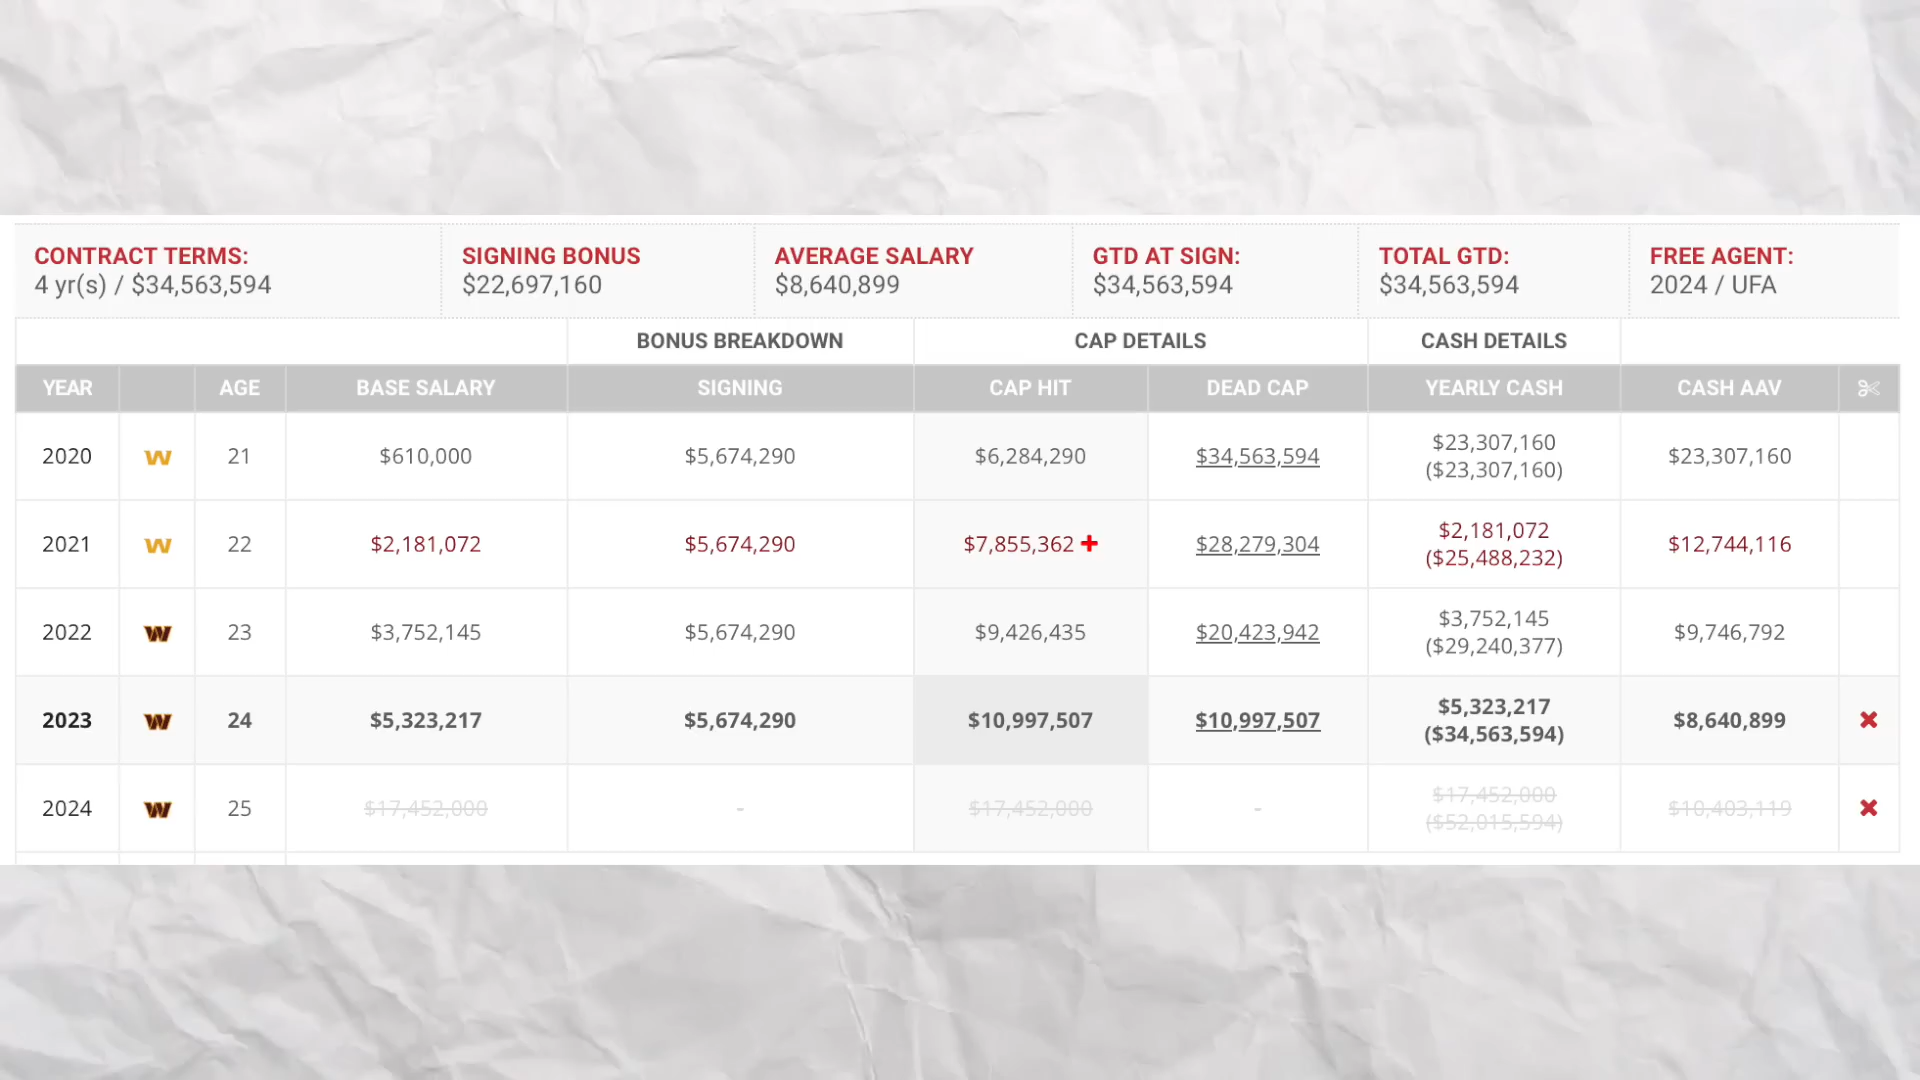 CONTRACT TERMS: SIGNING BONUS AVERAGE SALARY GTD AT SIGN: TOTAL GTD: FREE AGENT:
4 yr(s) / $34,563,594 $22,697,160 $8,640,899 $34,563,594 $34,563,594 2024 / UFA
BONUS BREAKDOWN CAP DETAILS CASH DETAILS
YEAR AGE BASE SALARY SIGNING CAP HIT DEAD CAP YEARLY CASH CASH AAV
2020 W 21 $610,000 $5,674,290 $6,284,290 $34,563,594 $23,307,160 $23,307,160
($23,307,160)
2021 W 22 $2,181,072 $5,674,290 $7,855,362 + $28,279,304 $2,181,072 $12,744,116
($25,488,232)
2022 W 23 $3,752,145 $5,674,290 $9,426,435 $20,423,942 $3,752,145 $9,746,792
($29,240,377)
2023 W 24 $5,323,217 $5,674,290 $10,997,507 $10,997,507 $5,323,217 $8,640,899
($34,563,594)
2024 W 25 $17,452,000 - $17,452,000 - $17,452,000 $10,403,119
($52,015,594)